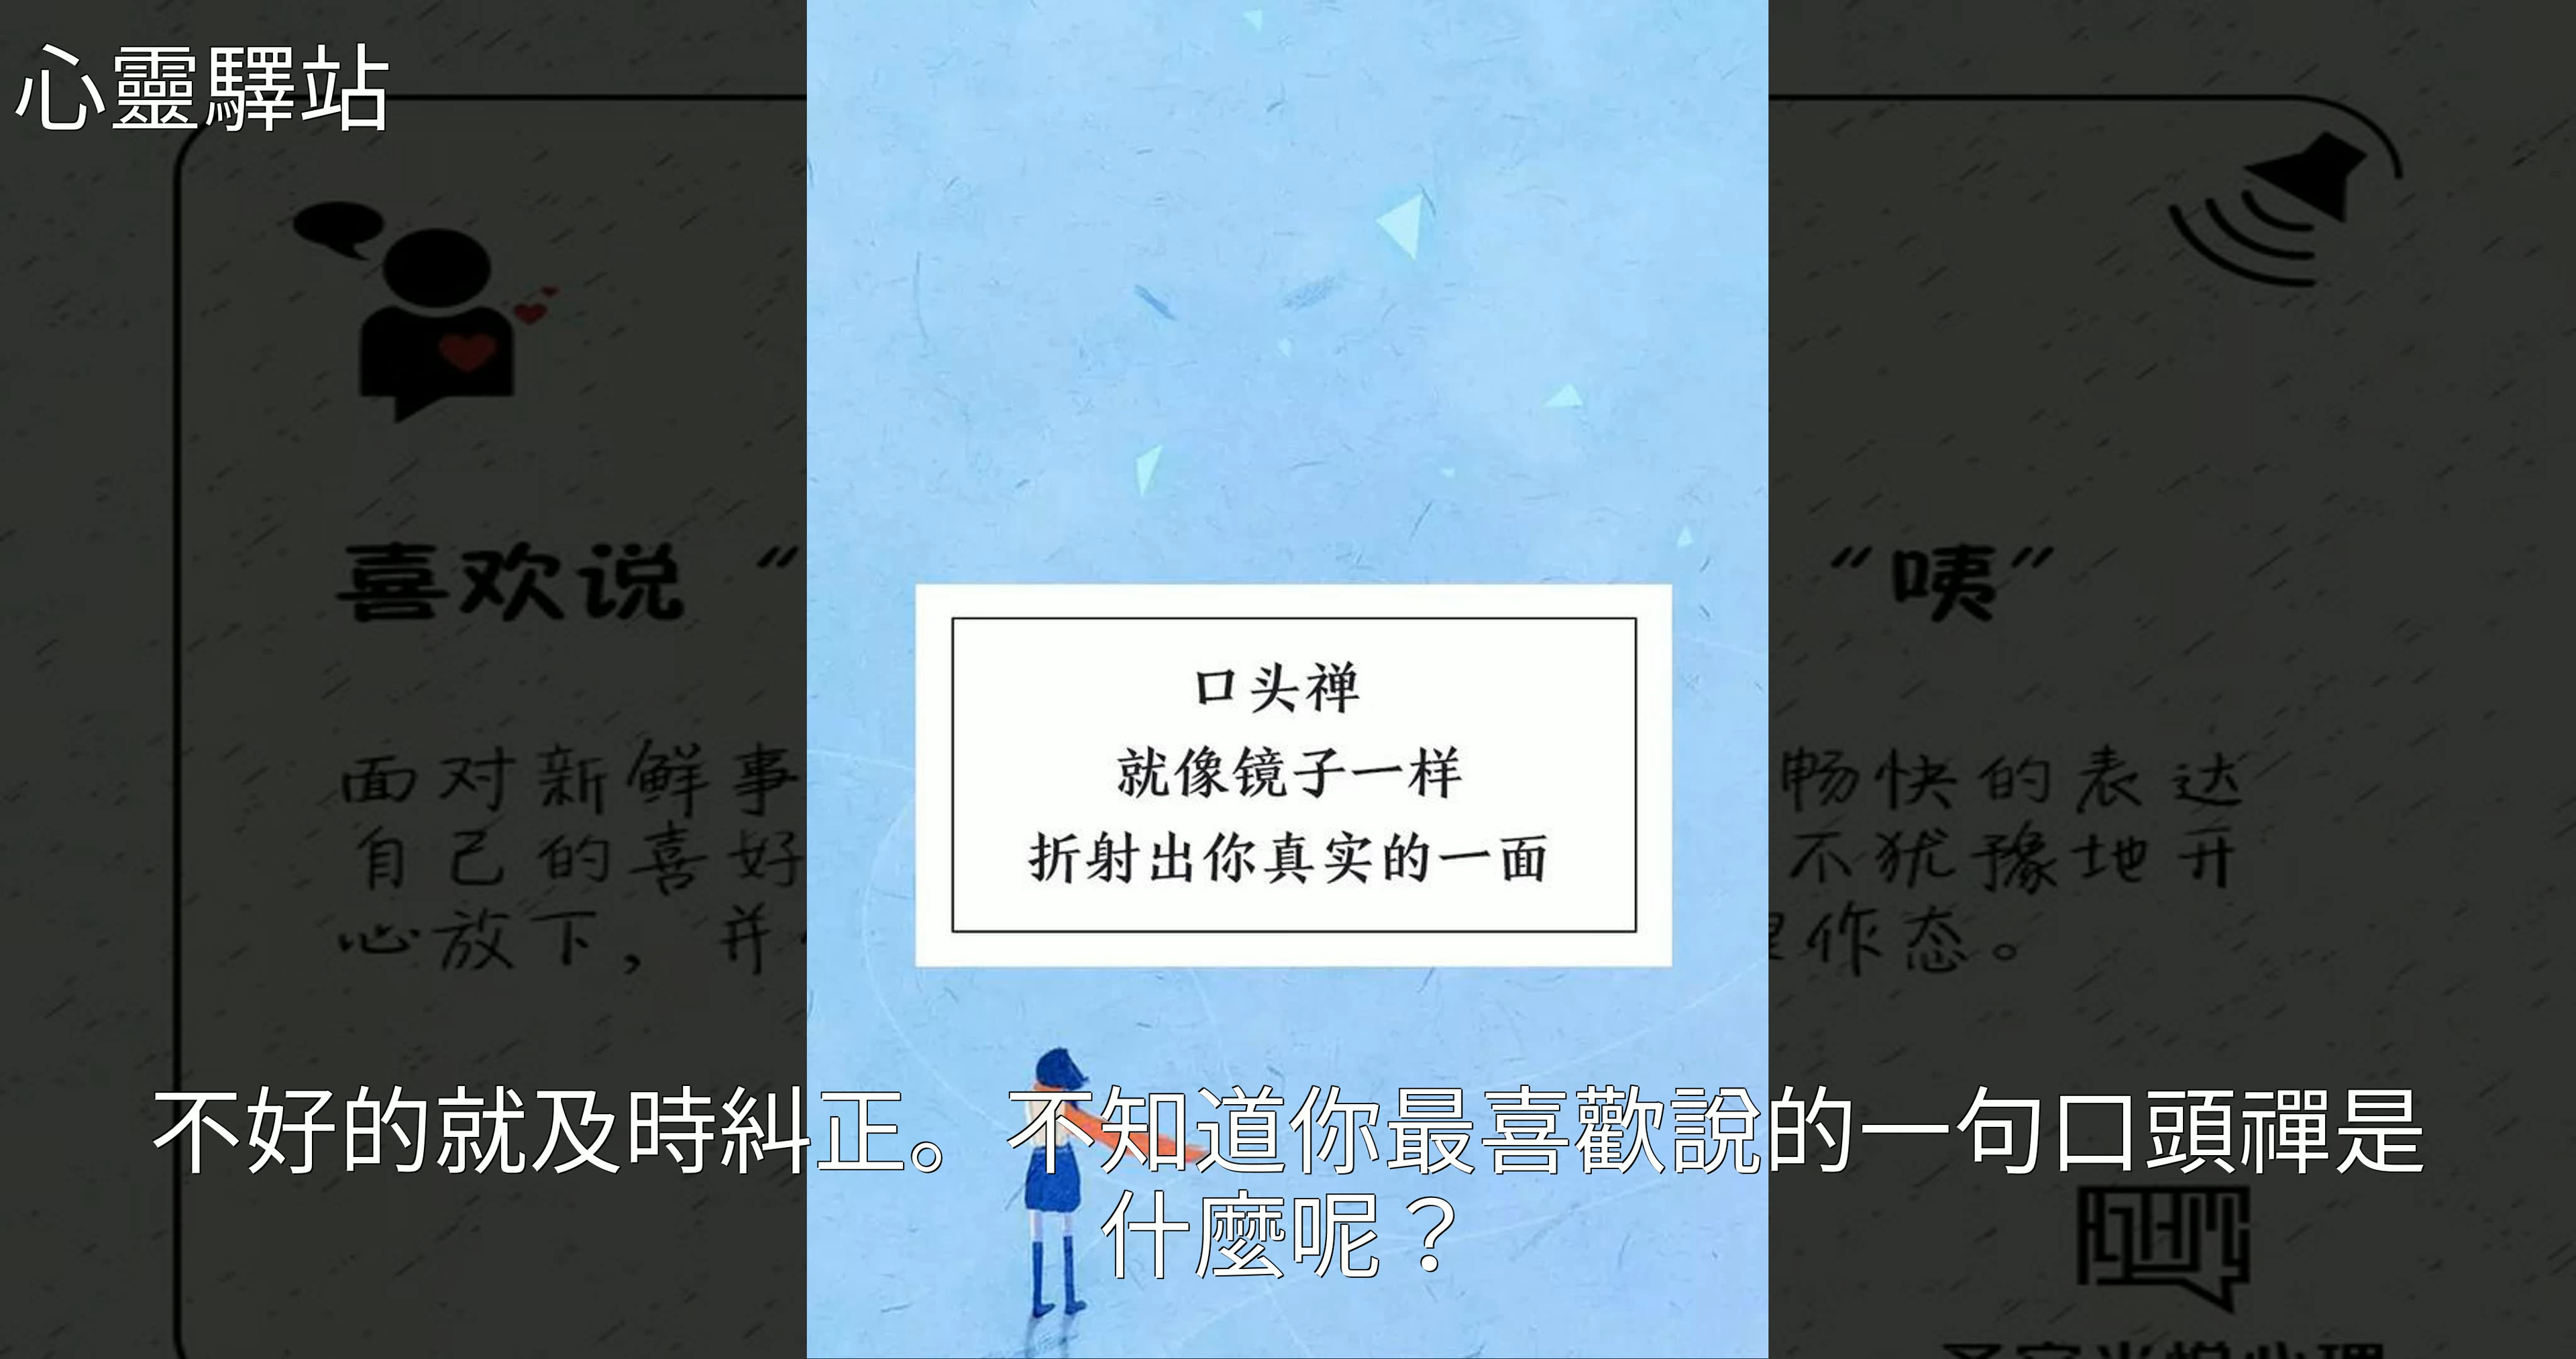 心靈驛站
喜欢说 “
“咦”
面对新鲜事
自己的喜好
心放下，并
畅快的表达
不犹豫地开
作态。
口头禅
就像镜子一样
折射出你真实的一面
不好的就及時糾正。不知道你最喜歡說的一句口頭禪是
什麼呢？